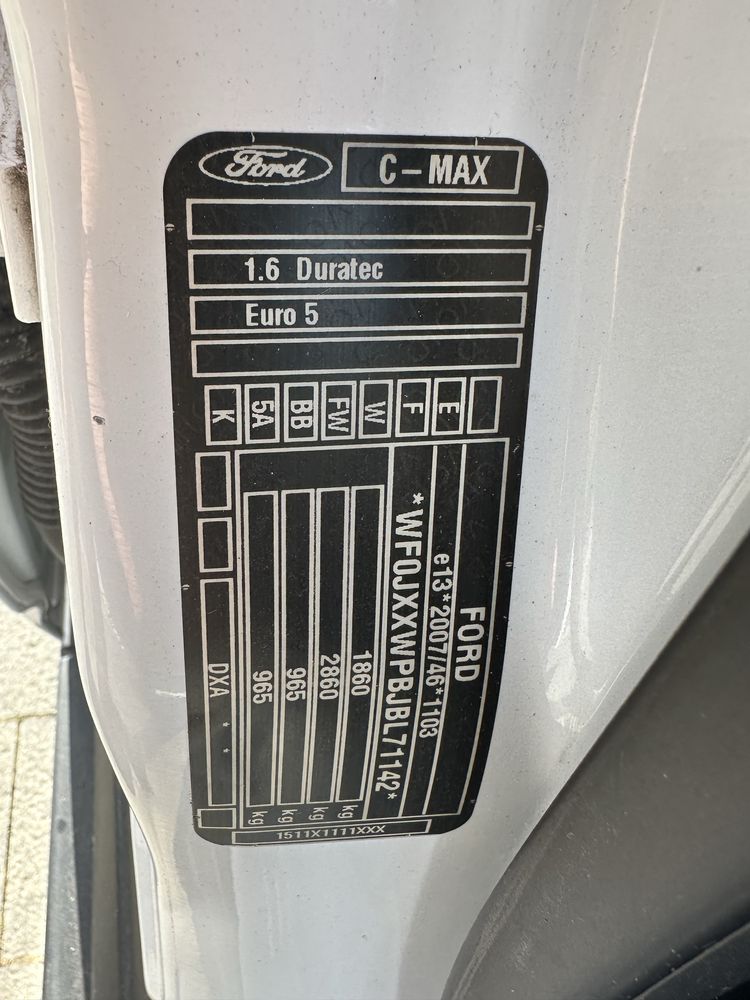 Ford
C-MAX
1.6 Duratec
Euro 5
K 5A BB FW W F E
FORD
e13*2007/46*1103
*WF0JXXWPBJBL71142*
1860 kg
2860 kg
965 kg
965 kg
DXA * *
1511X1111XXX